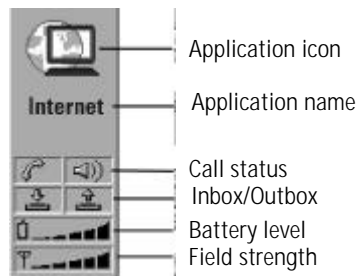 Application icon
Internet
Application name
Call status
Inbox/Outbox
Battery level
Field strength